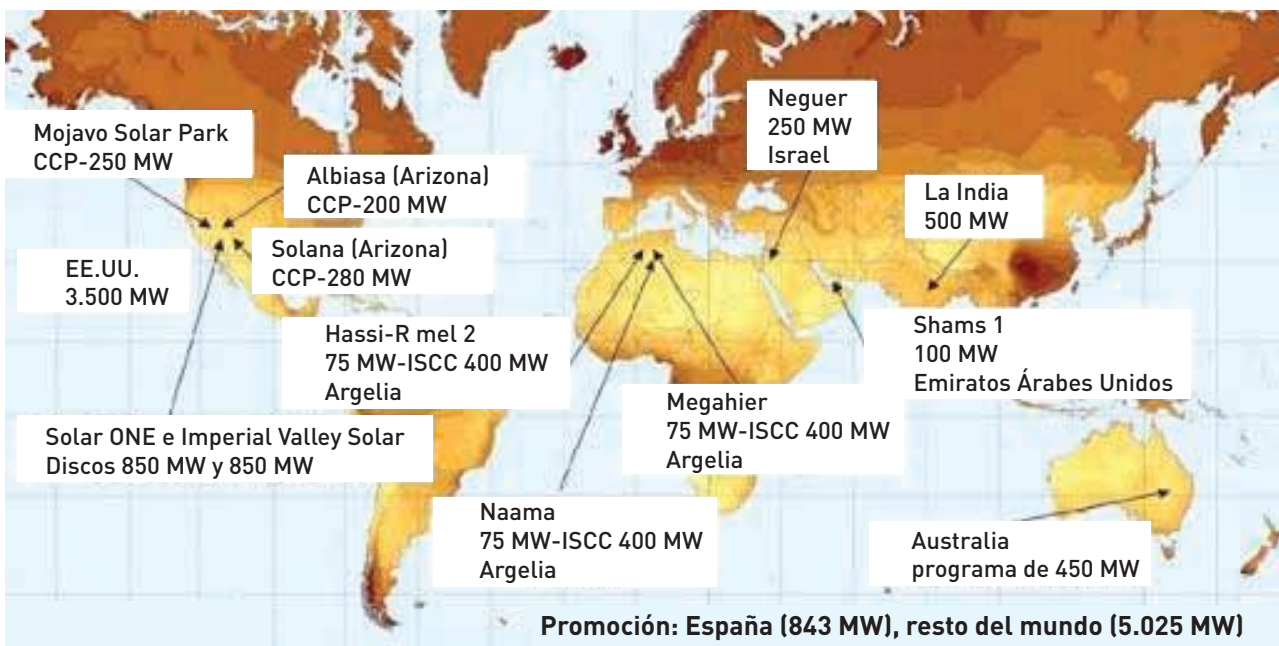 Mojavo Solar Park
CCP-250 MW
Albiasa (Arizona)
CCP-200 MW
Solana (Arizona)
CCP-280 MW
EE.UU.
3.500 MW
Solar ONE e Imperial Valley Solar
Discos 850 MW y 850 MW
Hassi-R mel 2
75 MW-ISCC 400 MW
Argelia
Naama
75 MW-ISCC 400 MW
Argelia
Megahier
75 MW-ISCC 400 MW
Argelia
Neguer
250 MW
Israel
La India
500 MW
Shams 1
100 MW
Emiratos Árabes Unidos
Australia
programa de 450 MW
Promoción: España (843 MW), resto del mundo (5.025 MW)